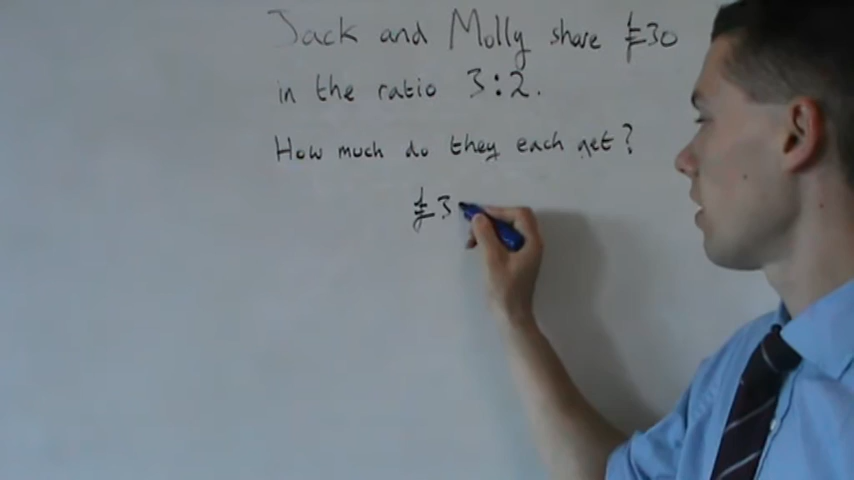 Jack and Molly share £30
in the ratio 3:2.
How much do they each get?
£3